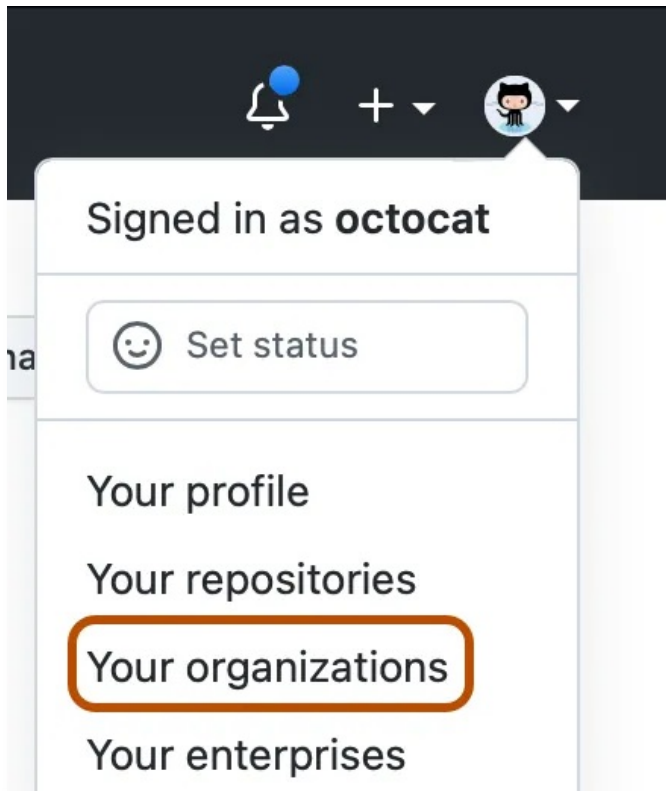 Signed in as octocat
Set status
Your profile
Your repositories
Your organizations
Your enterprises